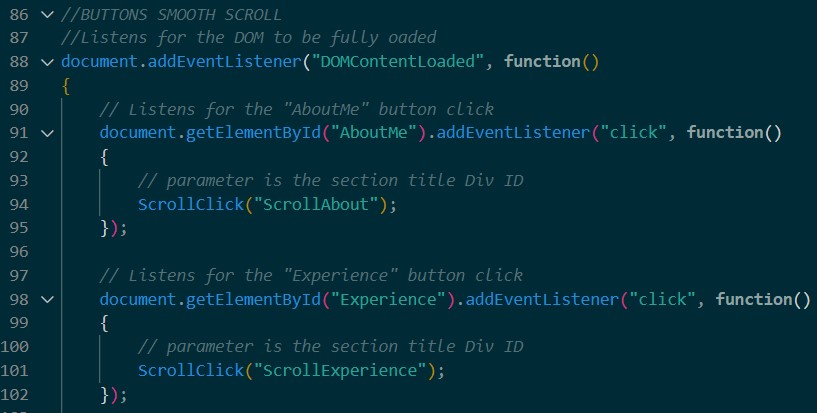 86 //BUTTONS SMOOTH SCROLL
87 //Listens for the DOM to be fully oaded
88 document.addEventListener("DOMContentLoaded", function()
89 {
90 // Listens for the "AboutMe" button click
91 document.getElementById("AboutMe").addEventListener("click", function()
92 {
93 // parameter is the section title Div ID
94 ScrollClick("ScrollAbout");
95 });
96
97 // Listens for the "Experience" button click
98 document.getElementById("Experience").addEventListener("click", function()
99 {
100 // parameter is the section title Div ID
101 ScrollClick("ScrollExperience");
102 });